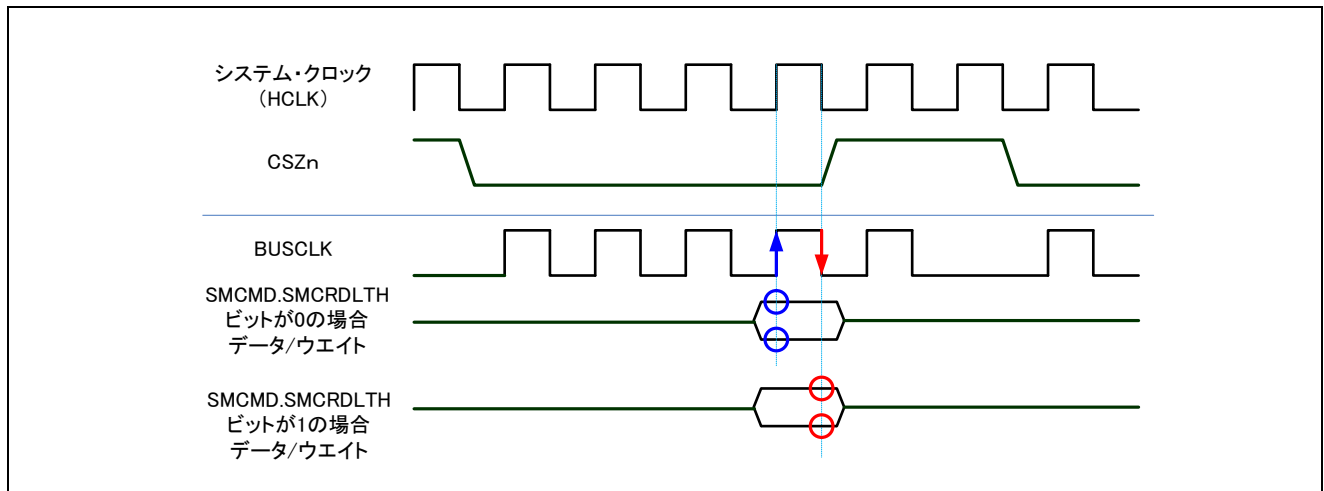 システム・クロック
（HCLK）
CSZn
BUSCLK
SMCMD.SMCRDLTH
ビットが0の場合
データ/ウエイト
SMCMD.SMCRDLTH
ビットが1の場合
データ/ウエイト